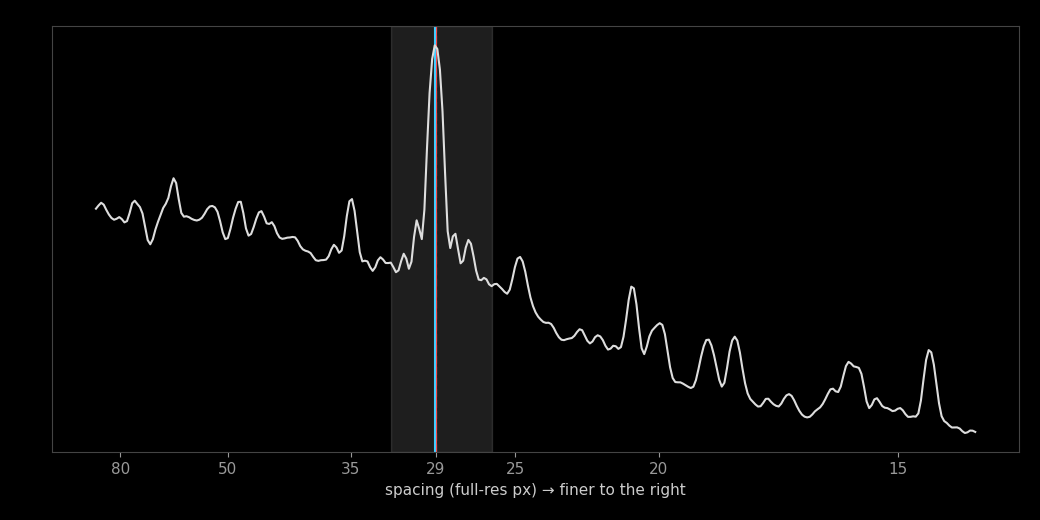 80 50 35 29 25 20 15
spacing (full-res px) → finer to the right